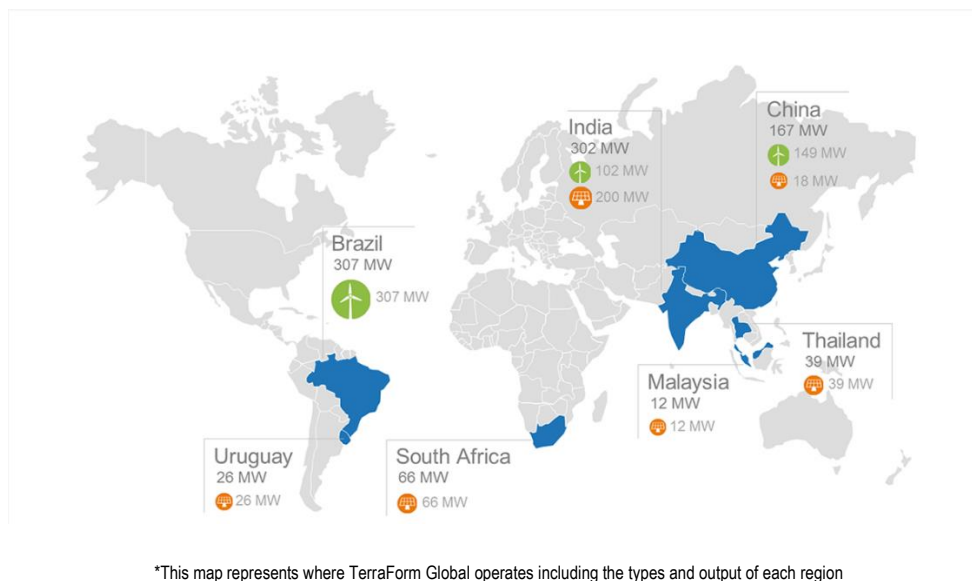 India
302 MW
102 MW
200 MW
China
167 MW
149 MW
18 MW
Brazil
307 MW
307 MW
Thailand
39 MW
39 MW
Malaysia
12 MW
12 MW
Uruguay
26 MW
26 MW
South Africa
66 MW
66 MW
*This map represents where TerraForm Global operates including the types and output of each region